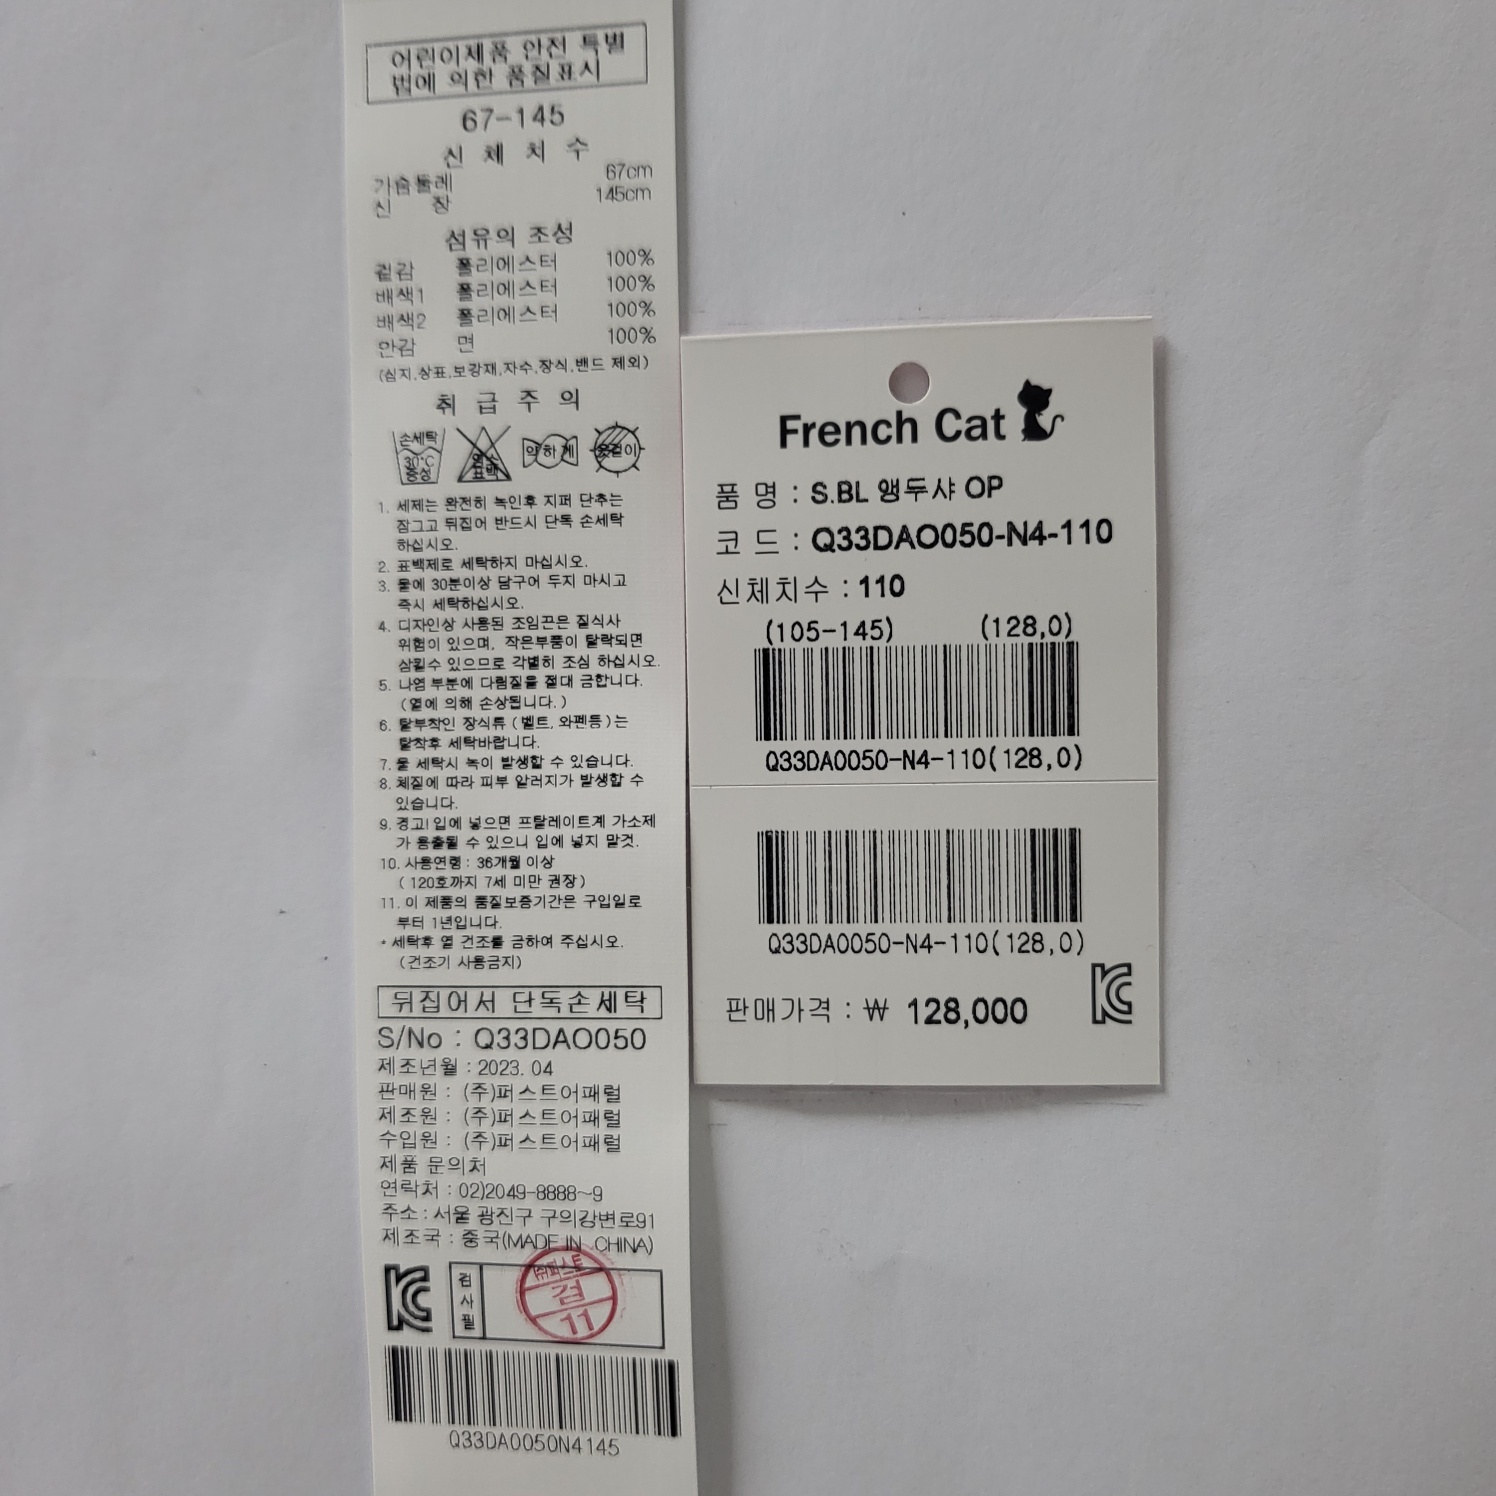 어린이제품 안전 특별
법에 의한 품질표시
67-145
신 체 치 수
가슴둘레 67cm
신 장 145cm
섬유의 조성
겉감 폴리에스터 100%
배색1 폴리에스터 100%
배색2 폴리에스터 100%
안감 면 100%
(심지,상표,보강재,자수,장식,밴드 제외)
취 급 주 의
손세탁 30°C 중성
염소 표백
약하게
옷걸이
1. 세제는 완전히 녹인후 지퍼 단추는
잠그고 뒤집어 반드시 단독 손세탁
하십시오.
2. 표백제로 세탁하지 마십시오.
3. 물에 30분이상 담구어 두지 마시고
즉시 세탁하십시오.
4. 디자인상 사용된 조임끈은 질식사
위험이 있으며, 작은부품이 탈락되면
삼킬수 있으므로 각별히 조심 하십시오.
5. 나염 부분에 다림질을 절대 금합니다.
(열에 의해 손상됩니다.)
6. 탈부착인 장식류 (벨트, 와펜등)는
탈착후 세탁바랍니다.
7. 물 세탁시 녹이 발생할 수 있습니다.
8. 체질에 따라 피부 알러지가 발생할 수
있습니다.
9. 경고! 입에 넣으면 프탈레이트계 가소제
가 용출될 수 있으니 입에 넣지 말것.
10. 사용연령 : 36개월 이상
( 120호까지 7세 미만 권장 )
11. 이 제품의 품질보증기간은 구입일로
부터 1년입니다.
* 세탁후 열 건조를 금하여 주십시오.
(건조기 사용금지)
뒤집어서 단독손세탁
S/No : Q33DAO050
제조년월 : 2023. 04
판매원 : (주)퍼스트어패럴
제조원 : (주)퍼스트어패럴
수입원 : (주)퍼스트어패럴
제품 문의처
연락처 : 02)2049-8888~9
주소 : 서울 광진구 구의강변로91
제조국 : 중국(MADE IN CHINA)
검사필
㈜퍼스트
검
11
Q33DAO050N4145
French Cat
품 명 : S.BL 앵두샤 OP
코 드 : Q33DAO050-N4-110
신체치수 : 110
(105-145) (128,0)
Q33DAO050-N4-110(128,0)
Q33DAO050-N4-110(128,0)
판매가격 : ₩ 128,000